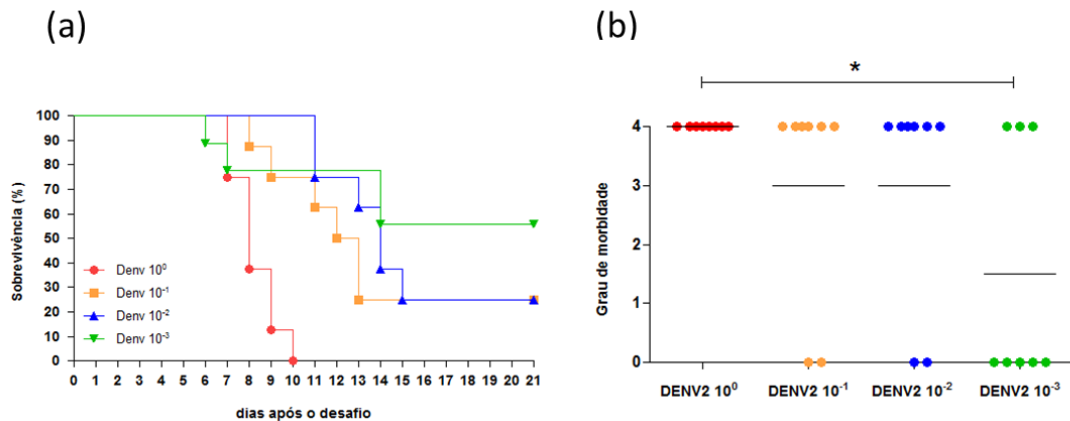 (a)
100
90
80
70
60
50
40
30
20
10
0
Sobrevivência (%)
Denv 10⁰
Denv 10⁻¹
Denv 10⁻²
Denv 10⁻³
0 1 2 3 4 5 6 7 8 9 10 11 12 13 14 15 16 17 18 19 20 21
dias após o desafio
(b)
*
4
3
2
1
0
Grau de morbidade
DENV2 10⁰ DENV2 10⁻¹ DENV2 10⁻² DENV2 10⁻³